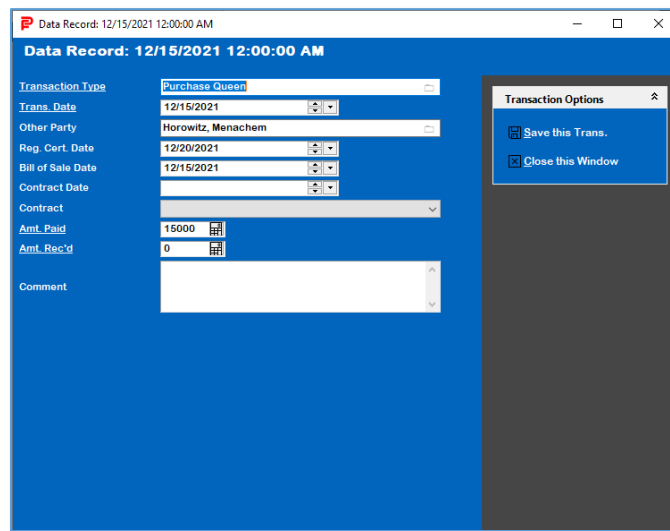 Data Record: 12/15/2021 12:00:00 AM
Data Record: 12/15/2021 12:00:00 AM
Transaction Type Purchase Queen
Trans. Date 12/15/2021
Other Party Horowitz, Menachem
Reg. Cert. Date 12/20/2021
Bill of Sale Date 12/15/2021
Contract Date
Contract
Amt. Paid 15000
Amt. Rec'd 0
Comment
Transaction Options
Save this Trans.
Close this Window